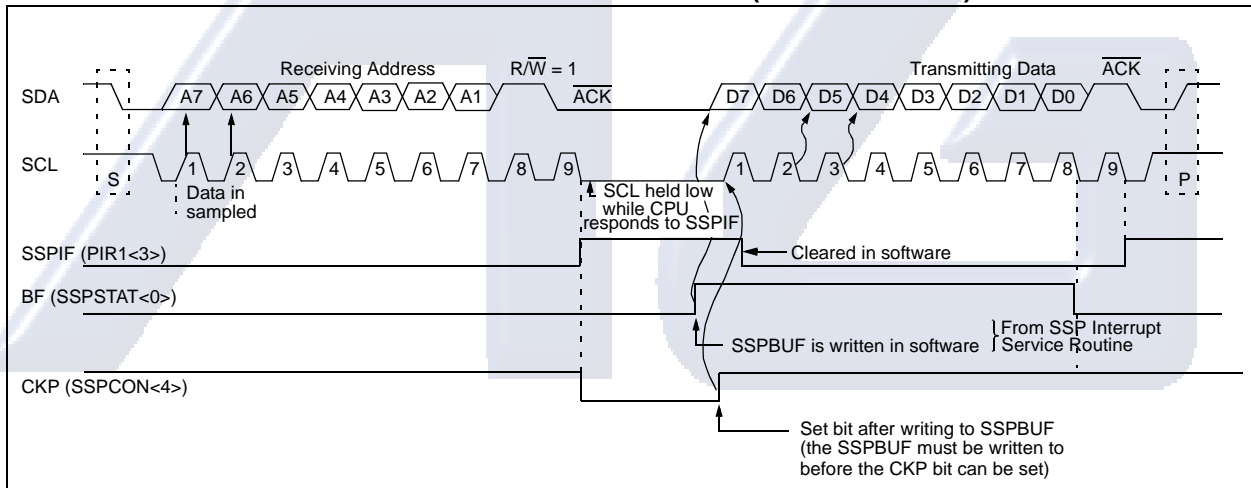 Receiving Address R/W = 1 Transmitting Data ACK
SDA A7 A6 A5 A4 A3 A2 A1 ACK D7 D6 D5 D4 D3 D2 D1 D0
SCL S 1 2 3 4 5 6 7 8 9 1 2 3 4 5 6 7 8 9 P
Data in
sampled
SCL held low
while CPU
responds to SSPIF
SSPIF (PIR1<3>)
Cleared in software
BF (SSPSTAT<0>)
SSPBUF is written in software
From SSP Interrupt
Service Routine
CKP (SSPCON<4>)
Set bit after writing to SSPBUF
(the SSPBUF must be written to
before the CKP bit can be set)